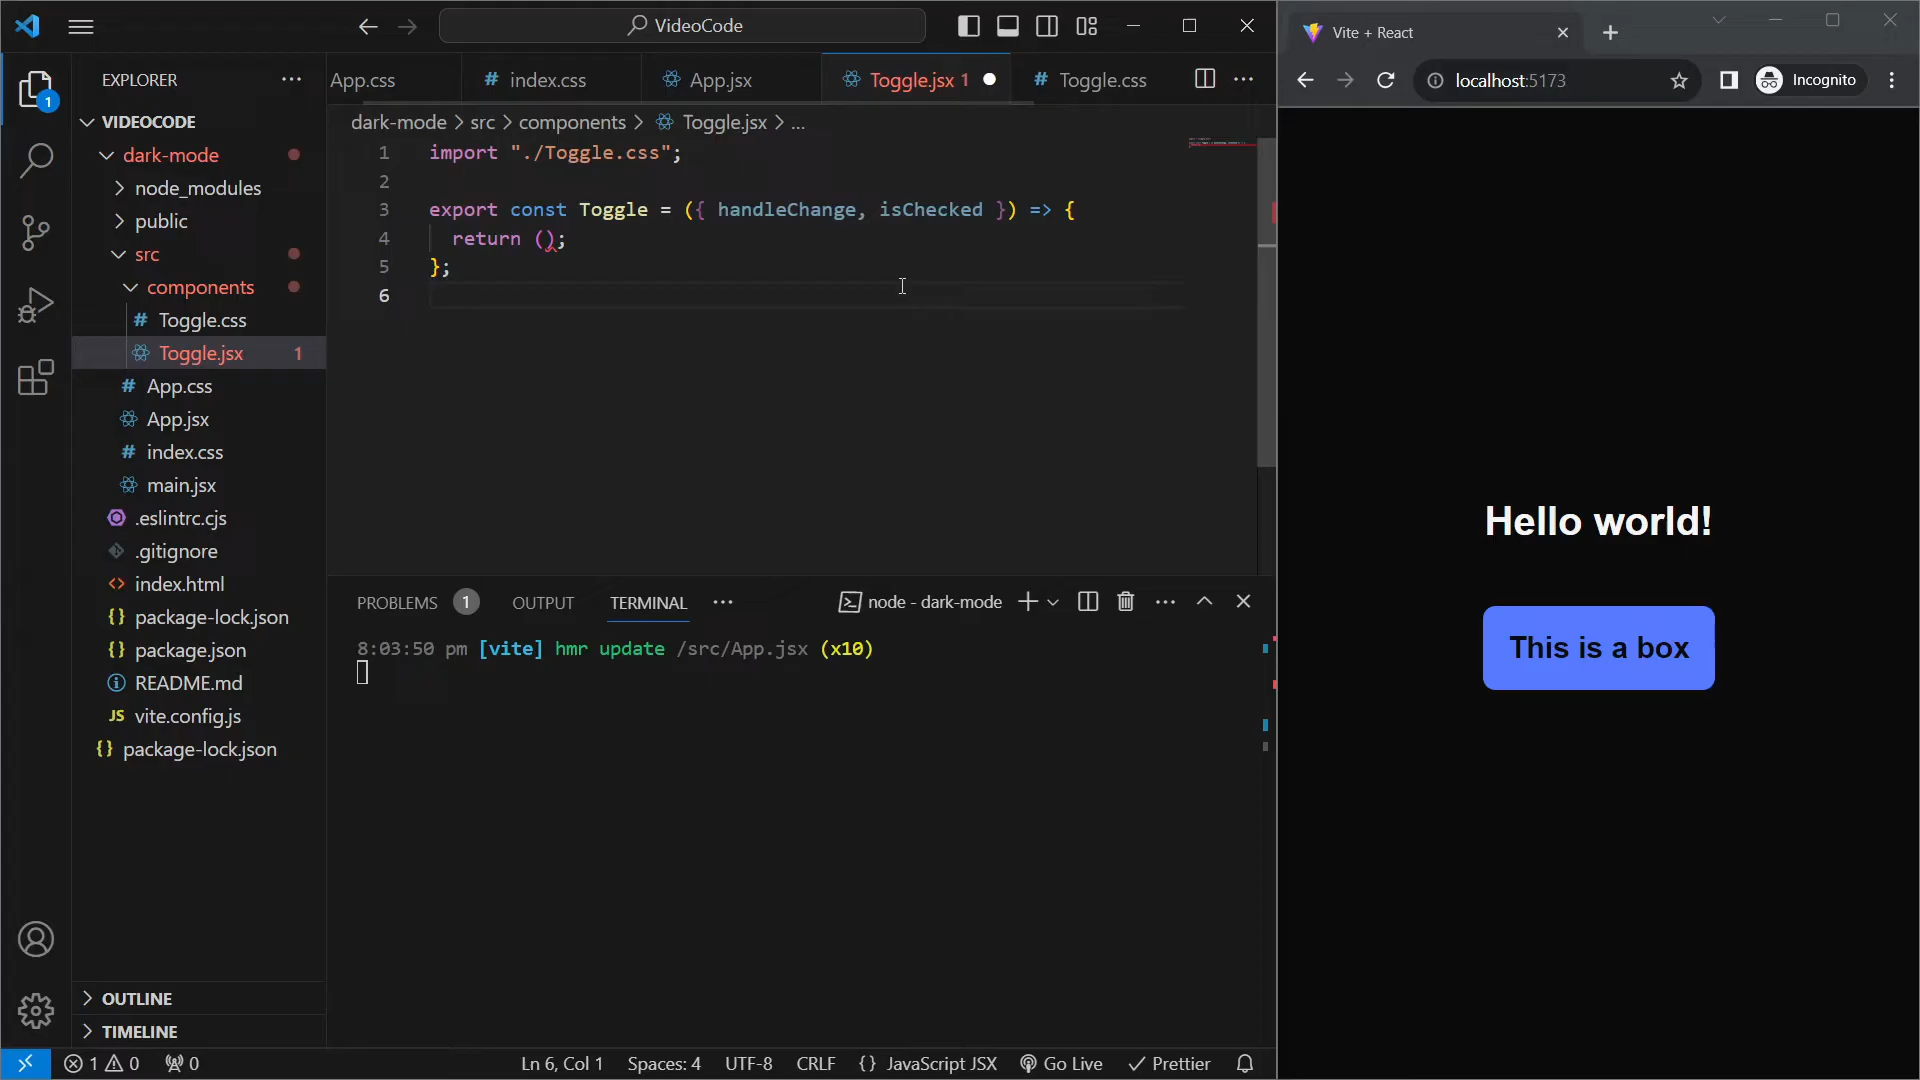 VideoCode
EXPLORER
App.css
index.css
App.jsx
Toggle.jsx 1
Toggle.css
dark-mode > src > components > Toggle.jsx > ...
VIDEOCODE
dark-mode
node_modules
public
src
components
Toggle.css
Toggle.jsx 1
App.css
App.jsx
index.css
main.jsx
.eslintrc.cjs
.gitignore
index.html
package-lock.json
package.json
README.md
vite.config.js
package-lock.json
OUTLINE
TIMELINE
1 import "./Toggle.css";
2
3 export const Toggle = ({ handleChange, isChecked }) => {
4 return ();
5 };
6
PROBLEMS 1 OUTPUT TERMINAL ... node - dark-mode
8:03:50 pm [vite] hmr update /src/App.jsx (x10)
1 0 0 Ln 6, Col 1 Spaces: 4 UTF-8 CRLF {} JavaScript JSX Go Live Prettier
Vite + React
localhost:5173
Incognito
Hello world!
This is a box